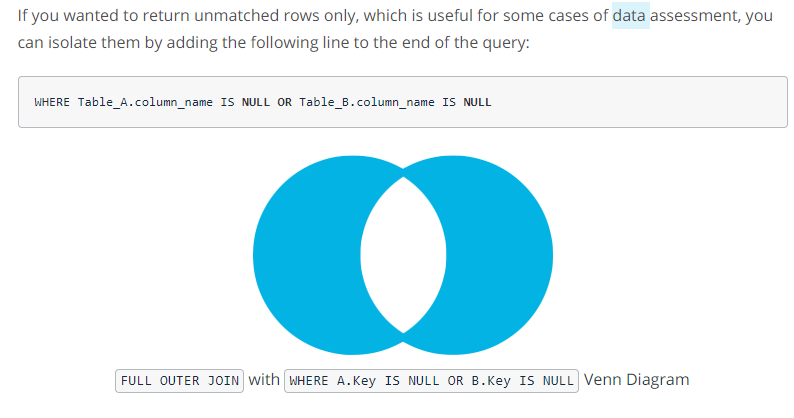 If you wanted to return unmatched rows only, which is useful for some cases of data assessment, you
can isolate them by adding the following line to the end of the query:
WHERE Table_A.column_name IS NULL OR Table_B.column_name IS NULL
FULL OUTER JOIN with WHERE A.Key IS NULL OR B.Key IS NULL Venn Diagram